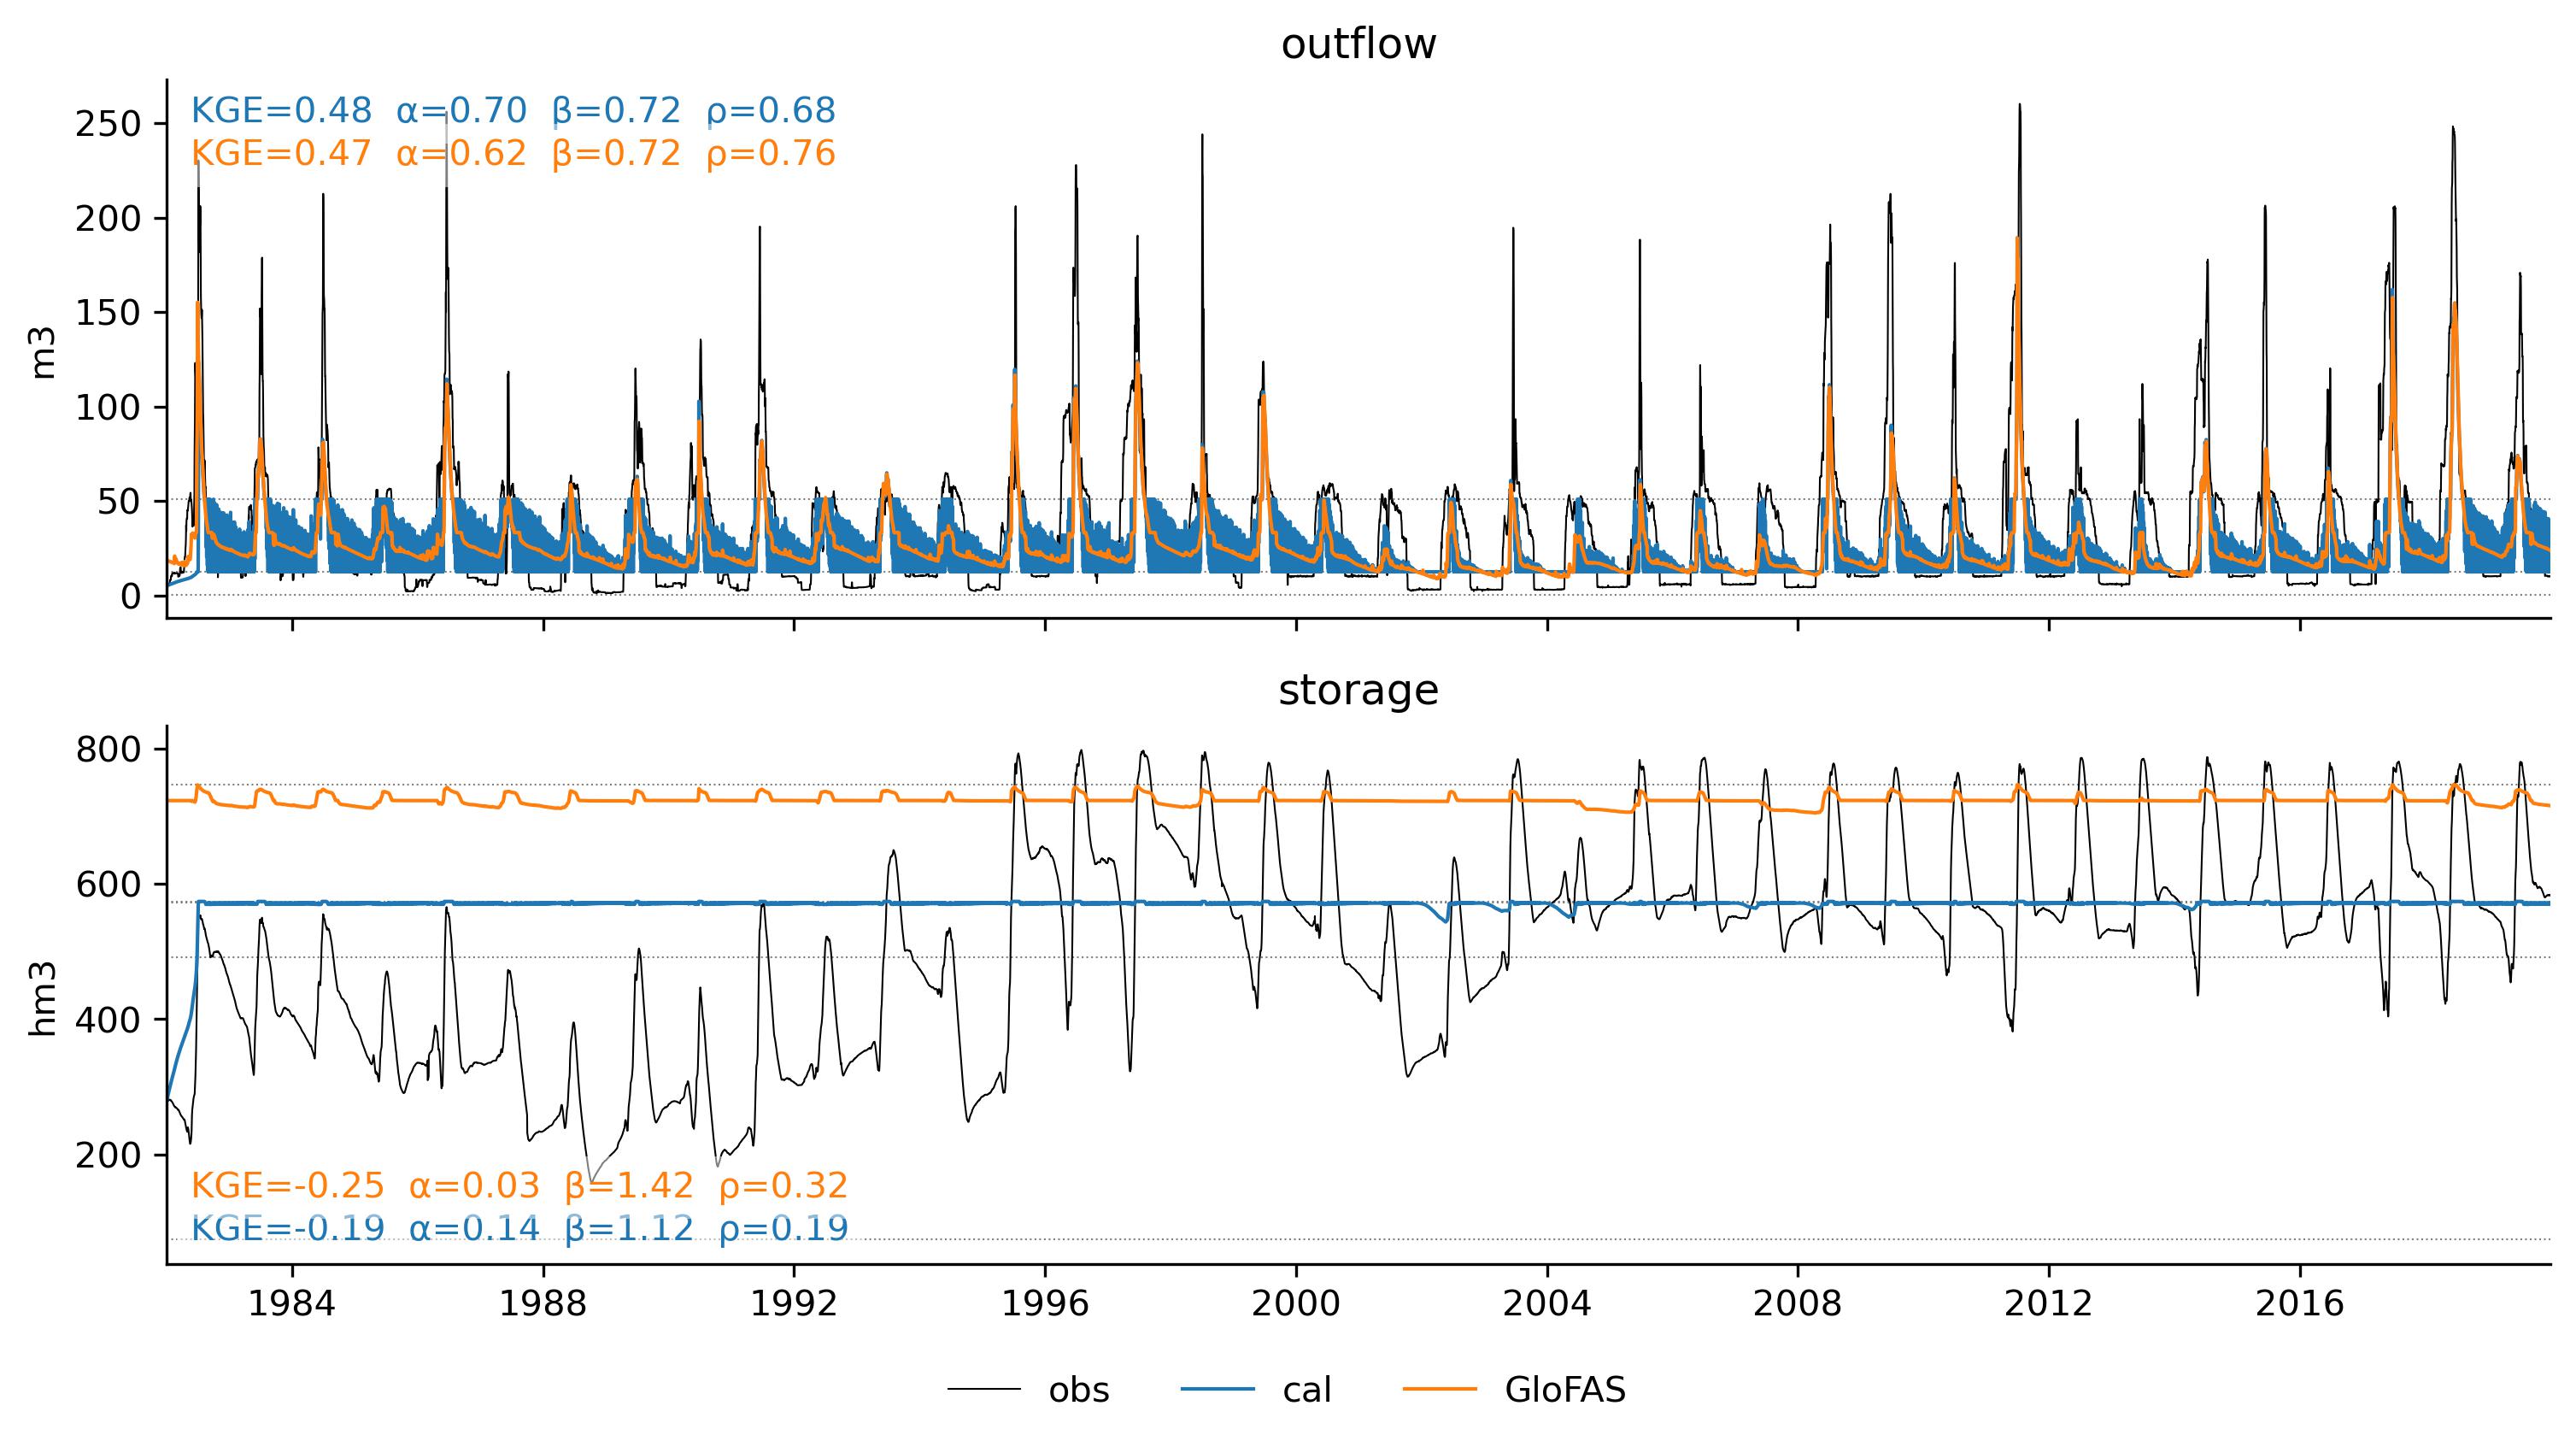 outflow
KGE=0.48 α=0.70 β=0.72 ρ=0.68
KGE=0.47 α=0.62 β=0.72 ρ=0.76
250
200
150
100
50
0
m3
storage
800
600
400
200
hm3
KGE=-0.25 α=0.03 β=1.42 ρ=0.32
KGE=-0.19 α=0.14 β=1.12 ρ=0.19
1984 1988 1992 1996 2000 2004 2008 2012 2016
obs cal GloFAS